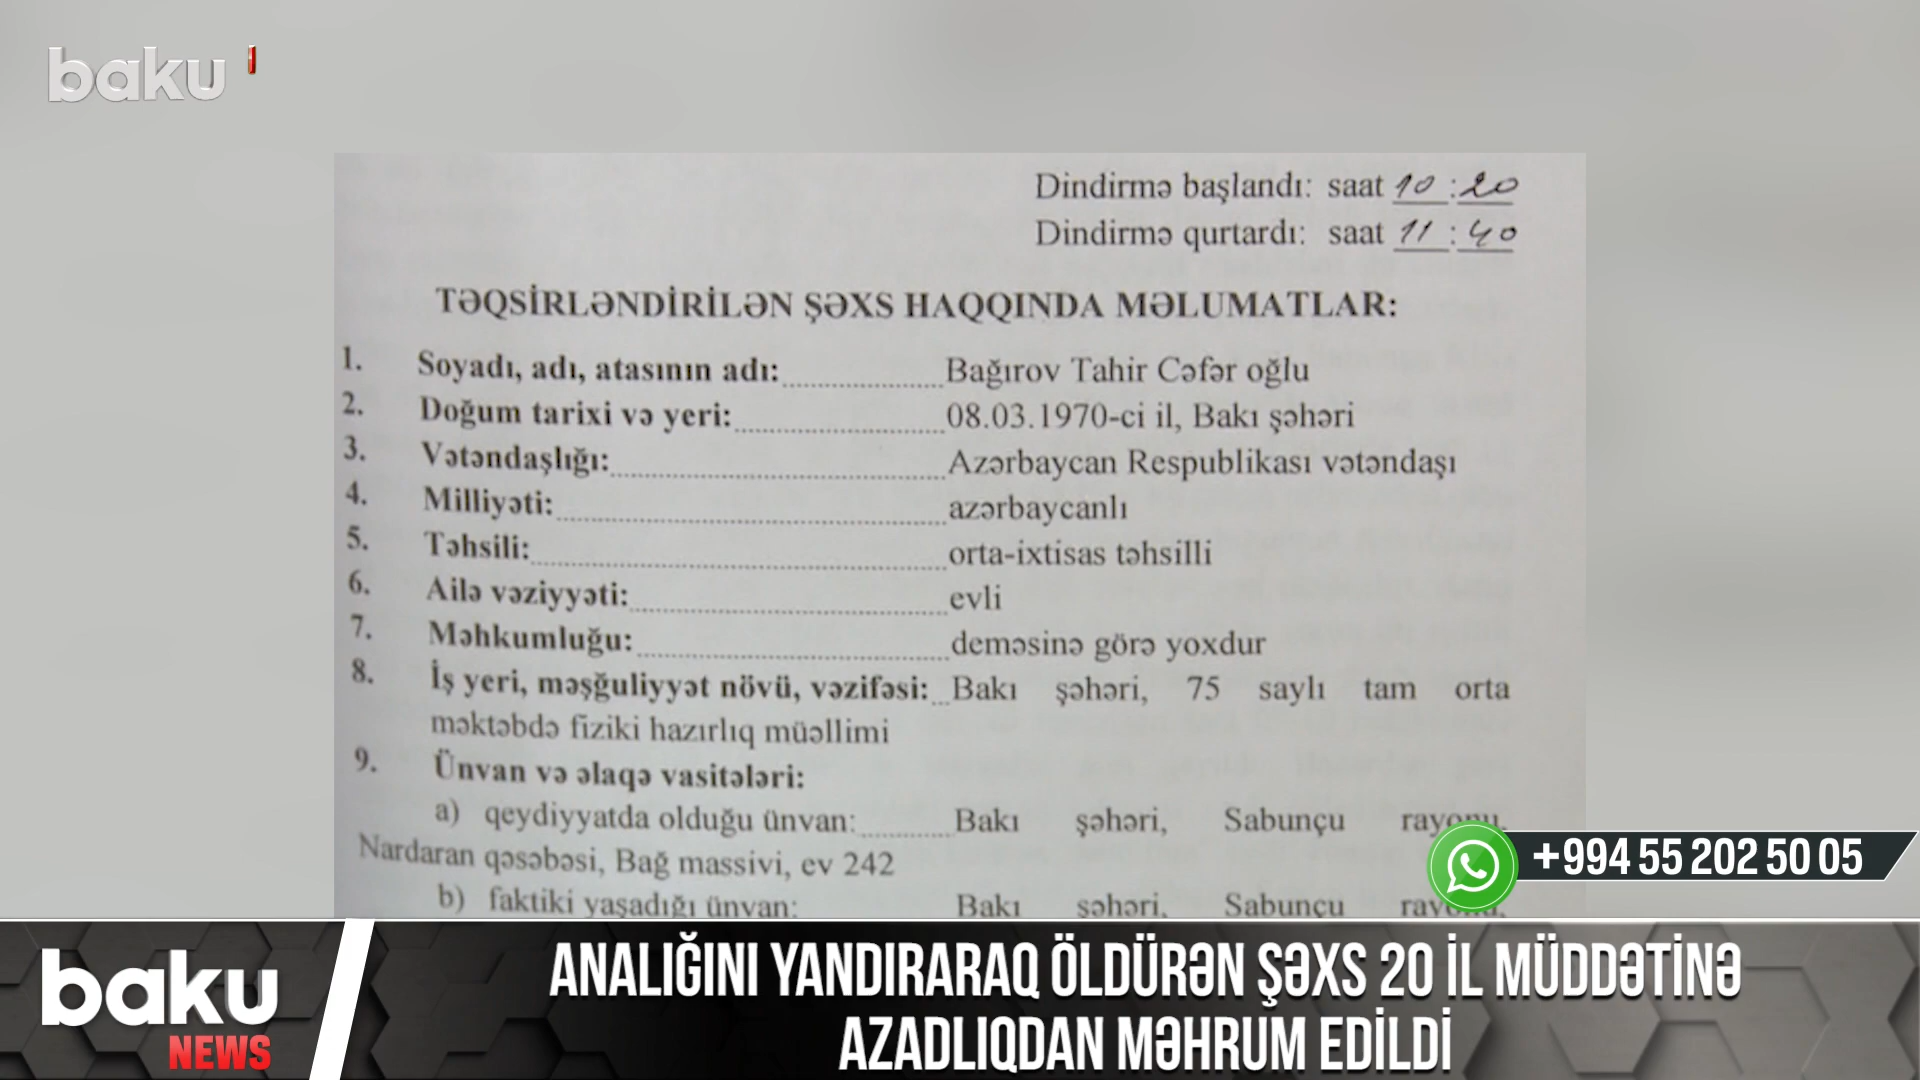 baku
Dindirmə başlandı: saat 10 : 20
Dindirmə qurtardı: saat 11 : 40
TƏQSİRLƏNDİRİLƏN ŞƏXS HAQQINDA MƏLUMATLAR:
1. Soyadı, adı, atasının adı: Bağırov Tahir Cəfər oğlu
2. Doğum tarixi və yeri: 08.03.1970-ci il, Bakı şəhəri
3. Vətəndaşlığı: Azərbaycan Respublikası vətəndaşı
4. Milliyəti: azərbaycanlı
5. Təhsili: orta-ixtisas təhsilli
6. Ailə vəziyyəti: evli
7. Məhkumluğu: deməsinə görə yoxdur
8. İş yeri, məşğuliyyət növü, vəzifəsi: Bakı şəhəri, 75 saylı tam orta
məktəbdə fiziki hazırlıq müəllimi
9. Ünvan və əlaqə vasitələri:
a) qeydiyyatda olduğu ünvan: Bakı şəhəri, Sabunçu rayonu,
Nardaran qəsəbəsi, Bağ massivi, ev 242
+994 55 202 50 05
b) faktiki yaşadığı ünvan: Bakı şəhəri, Sabunçu rayonu,
baku
NEWS
ANALIĞINI YANDIRARAQ ÖLDÜRƏN ŞƏXS 20 İL MÜDDƏTİNƏ
AZADLIQDAN MƏHRUM EDİLDİ